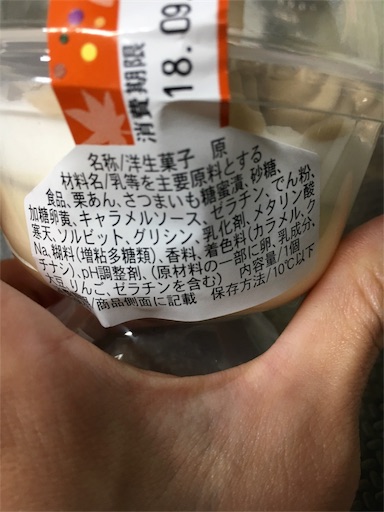 消費期限
18.09
名称/洋生菓子 原
材料名/乳等を主要原料とする
食品、栗あん、さつまいも糖蜜漬、砂糖、
加糖卵黄、キャラメルソース、ゼラチン、でん粉、
寒天、ソルビット、グリシン、乳化剤、メタリン酸
Na、糊料(増粘多糖類)、香料、着色料(カラメル、ク
チナシ)、pH調整剤、(原材料の一部に卵、乳成分、
大豆、りんご、ゼラチンを含む) 内容量/1個
/商品側面に記載 保存方法/10℃以下